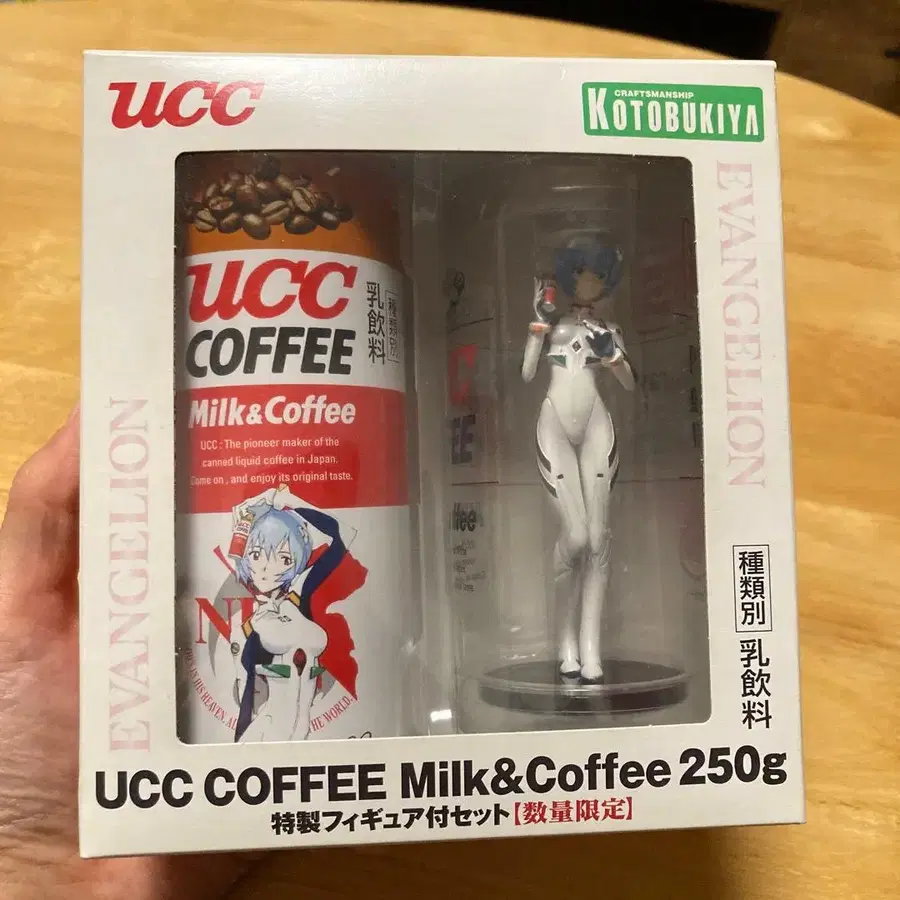 ucc
CRAFTSMANSHIP
KOTOBUKIYA
EVANGELION
EVANGELION
ucc
COFFEE
種類別
乳飲料
Milk&Coffee
UCC : The pioneer maker of the
canned liquid coffee in Japan.
Come on , and enjoy its original taste.
THE WORLD.
種類別
乳飲料
UCC COFFEE Milk&Coffee 250g
特製フィギュア付セット【数量限定】